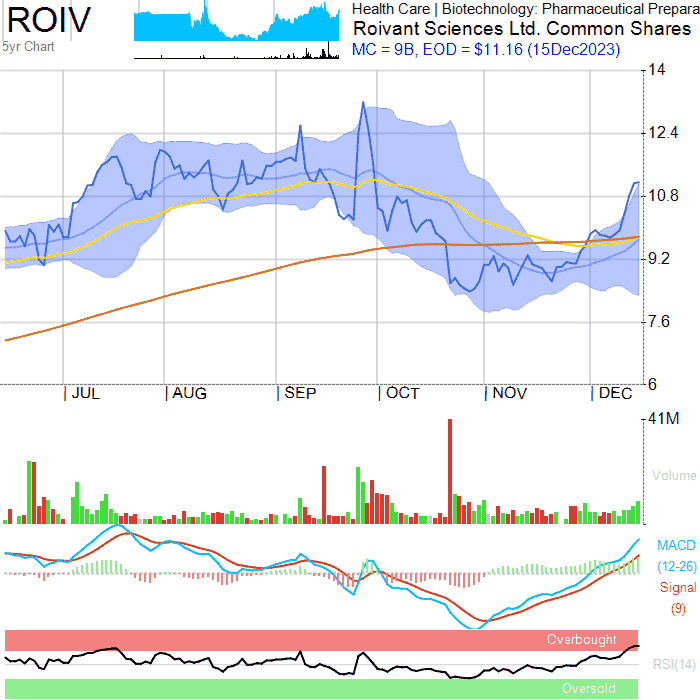 ROIV
5yr Chart
Health Care | Biotechnology: Pharmaceutical Prepara
Roivant Sciences Ltd. Common Shares
MC = 9B, EOD = $11.16 (15Dec2023)
14
12.4
10.8
9.2
7.6
6
| JUL | AUG | SEP | OCT | NOV | DEC
41M
Volume
MACD
(12-26)
Signal
(9)
Overbought
RSI(14)
Oversold